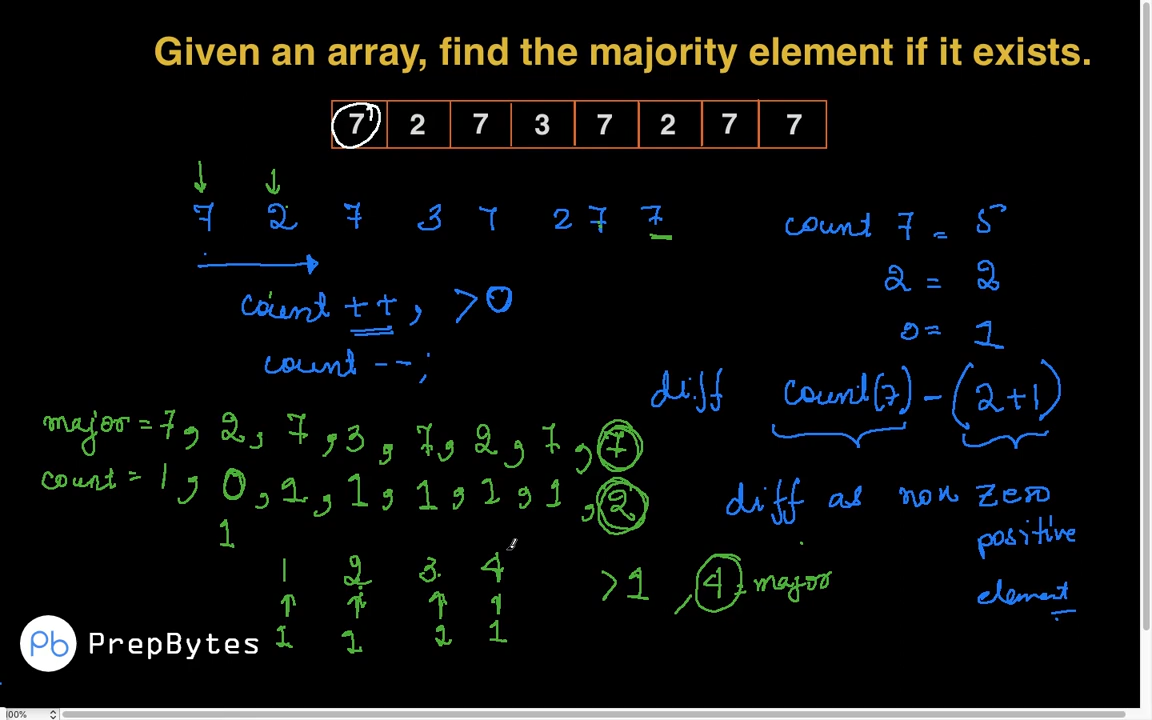 Given an array, find the majority element if it exists.
7 2 7 3 7 2 7 7
7 2 7 3 7 2 7 7
count 7 = 5
2 = 2
0 = 1
count ++ , >0
count --;
diff count(7) - (2+1)
major = 7, 2, 7, 3, 7, 2, 7, 7
count = 1, 0, 1, 1, 1, 1, 1, 2
1
diff as non zero
positive
element
1 2 3 4
>1 , 4 = major
1 1 1 1
Pb PrepBytes
00%